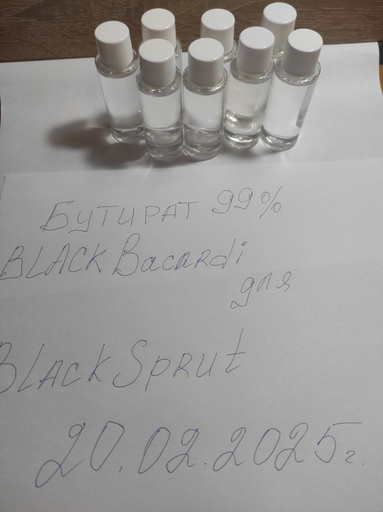 БУТИРАТ 99%
BLACK Bacardi
для
BLACK SPRUT
20.02.2025г.